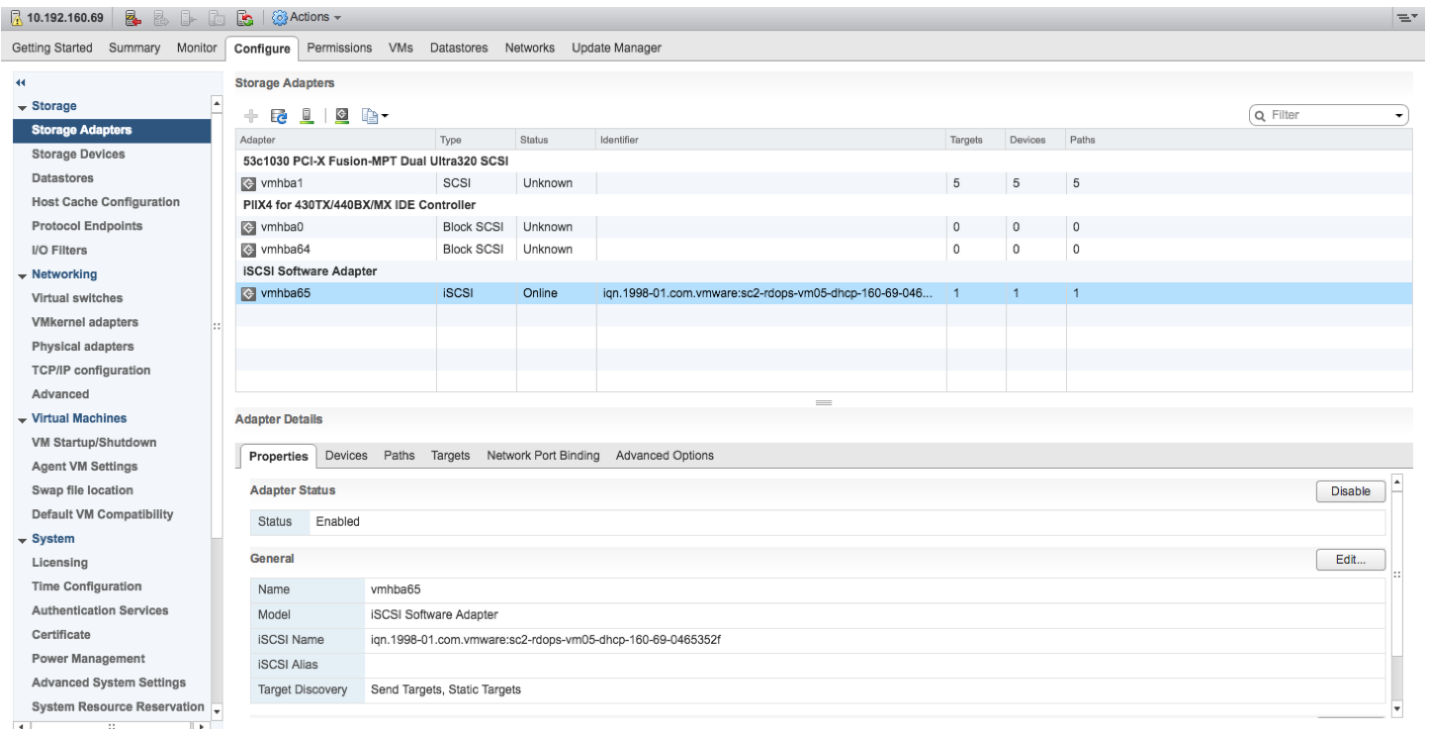 10.192.160.69 Actions
Getting Started Summary Monitor Configure Permissions VMs Datastores Networks Update Manager
Storage
Storage Adapters
Storage Devices
Datastores
Host Cache Configuration
Protocol Endpoints
I/O Filters
Networking
Virtual switches
VMkernel adapters
Physical adapters
TCP/IP configuration
Advanced
Virtual Machines
VM Startup/Shutdown
Agent VM Settings
Swap file location
Default VM Compatibility
System
Licensing
Time Configuration
Authentication Services
Certificate
Power Management
Advanced System Settings
System Resource Reservation
Storage Adapters
Filter
Adapter Type Status Identifier Targets Devices Paths
53c1030 PCI-X Fusion-MPT Dual Ultra320 SCSI
vmhba1 SCSI Unknown 5 5 5
PIIX4 for 430TX/440BX/MX IDE Controller
vmhba0 Block SCSI Unknown 0 0 0
vmhba64 Block SCSI Unknown 0 0 0
iSCSI Software Adapter
vmhba65 iSCSI Online iqn.1998-01.com.vmware:sc2-rdops-vm05-dhcp-160-69-046... 1 1 1
Adapter Details
Properties Devices Paths Targets Network Port Binding Advanced Options
Adapter Status Disable
Status Enabled
General Edit...
Name vmhba65
Model iSCSI Software Adapter
iSCSI Name iqn.1998-01.com.vmware:sc2-rdops-vm05-dhcp-160-69-0465352f
iSCSI Alias
Target Discovery Send Targets, Static Targets